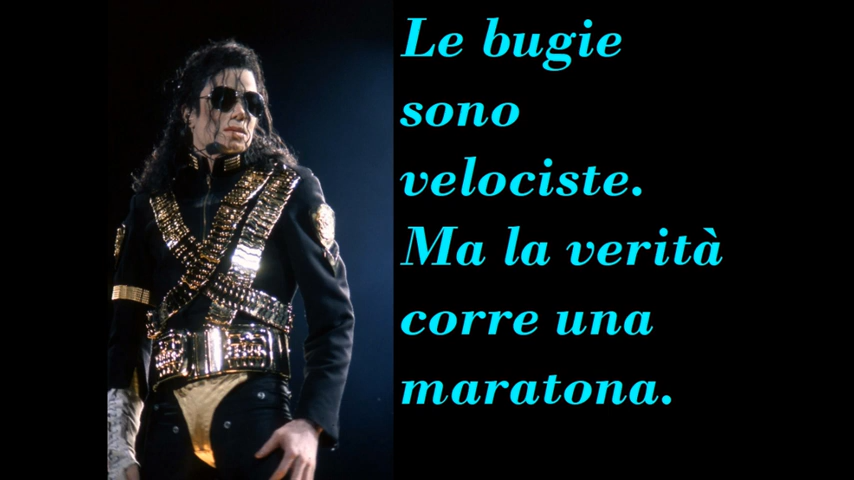 Le bugie
sono
velociste.
Ma la verità
corre una
maratona.